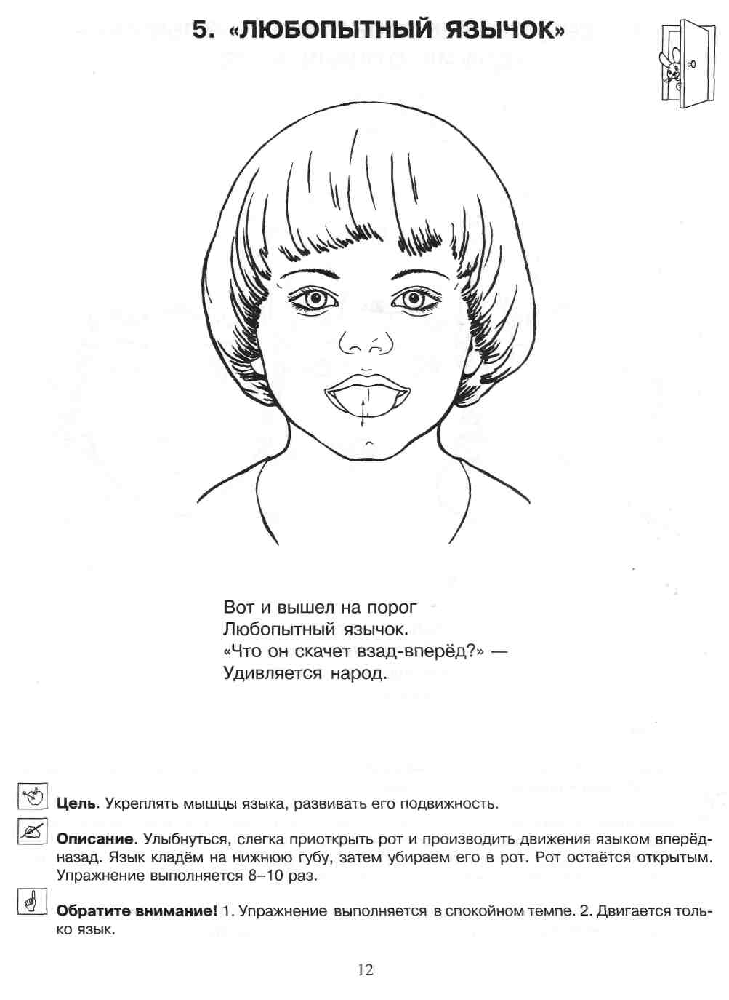 5. «ЛЮБОПЫТНЫЙ ЯЗЫЧОК»
Вот и вышел на порог
Любопытный язычок.
«Что он скачет взад-вперёд?» —
Удивляется народ.
Цель. Укреплять мышцы языка, развивать его подвижность.
Описание. Улыбнуться, слегка приоткрыть рот и производить движения языком вперёд-
назад. Язык кладём на нижнюю губу, затем убираем его в рот. Рот остаётся открытым.
Упражнение выполняется 8–10 раз.
Обратите внимание! 1. Упражнение выполняется в спокойном темпе. 2. Двигается толь-
ко язык.
12